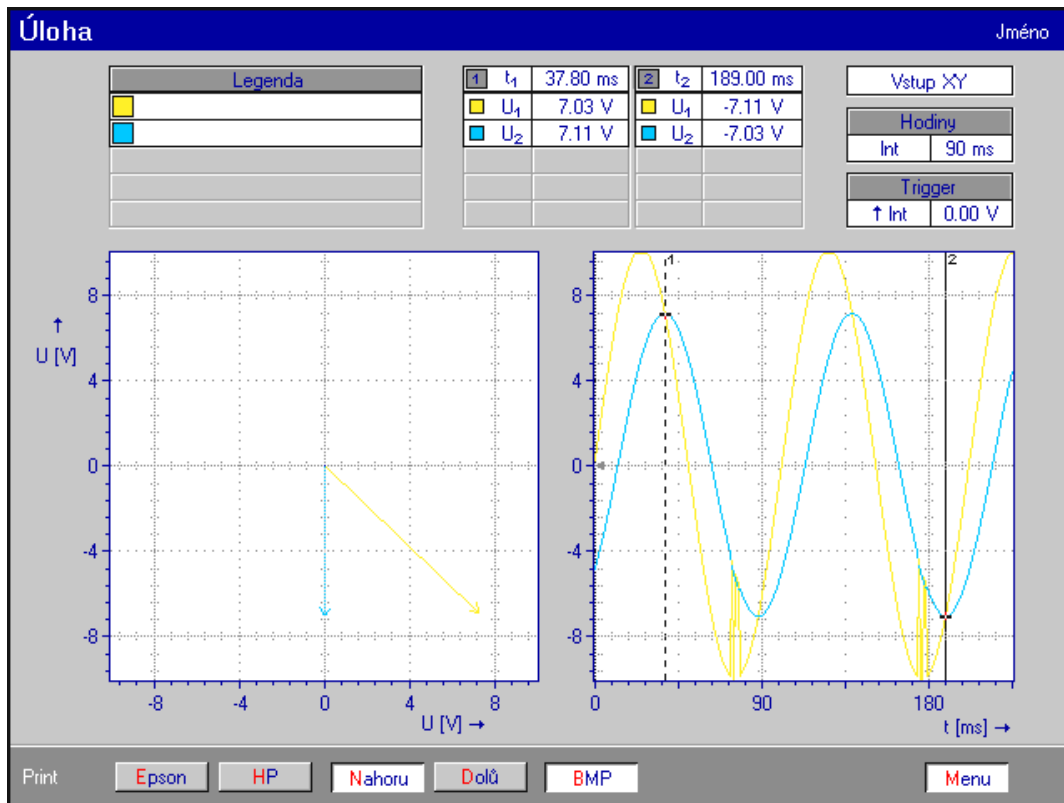 Úloha Jméno
Legenda
1 t1 37.80 ms 2 t2 189.00 ms
U1 7.03 V U1 -7.11 V
U2 7.11 V U2 -7.03 V
Vstup XY
Hodiny
Int 90 ms
Trigger
↑ Int 0.00 V
8
↑
U [V]
4
0
-4
-8
-8 -4 0 4 8
U [V] →
1 2
8
4
0
-4
-8
0 90 180
t [ms] →
Print Epson HP Nahoru Dolů BMP Menu